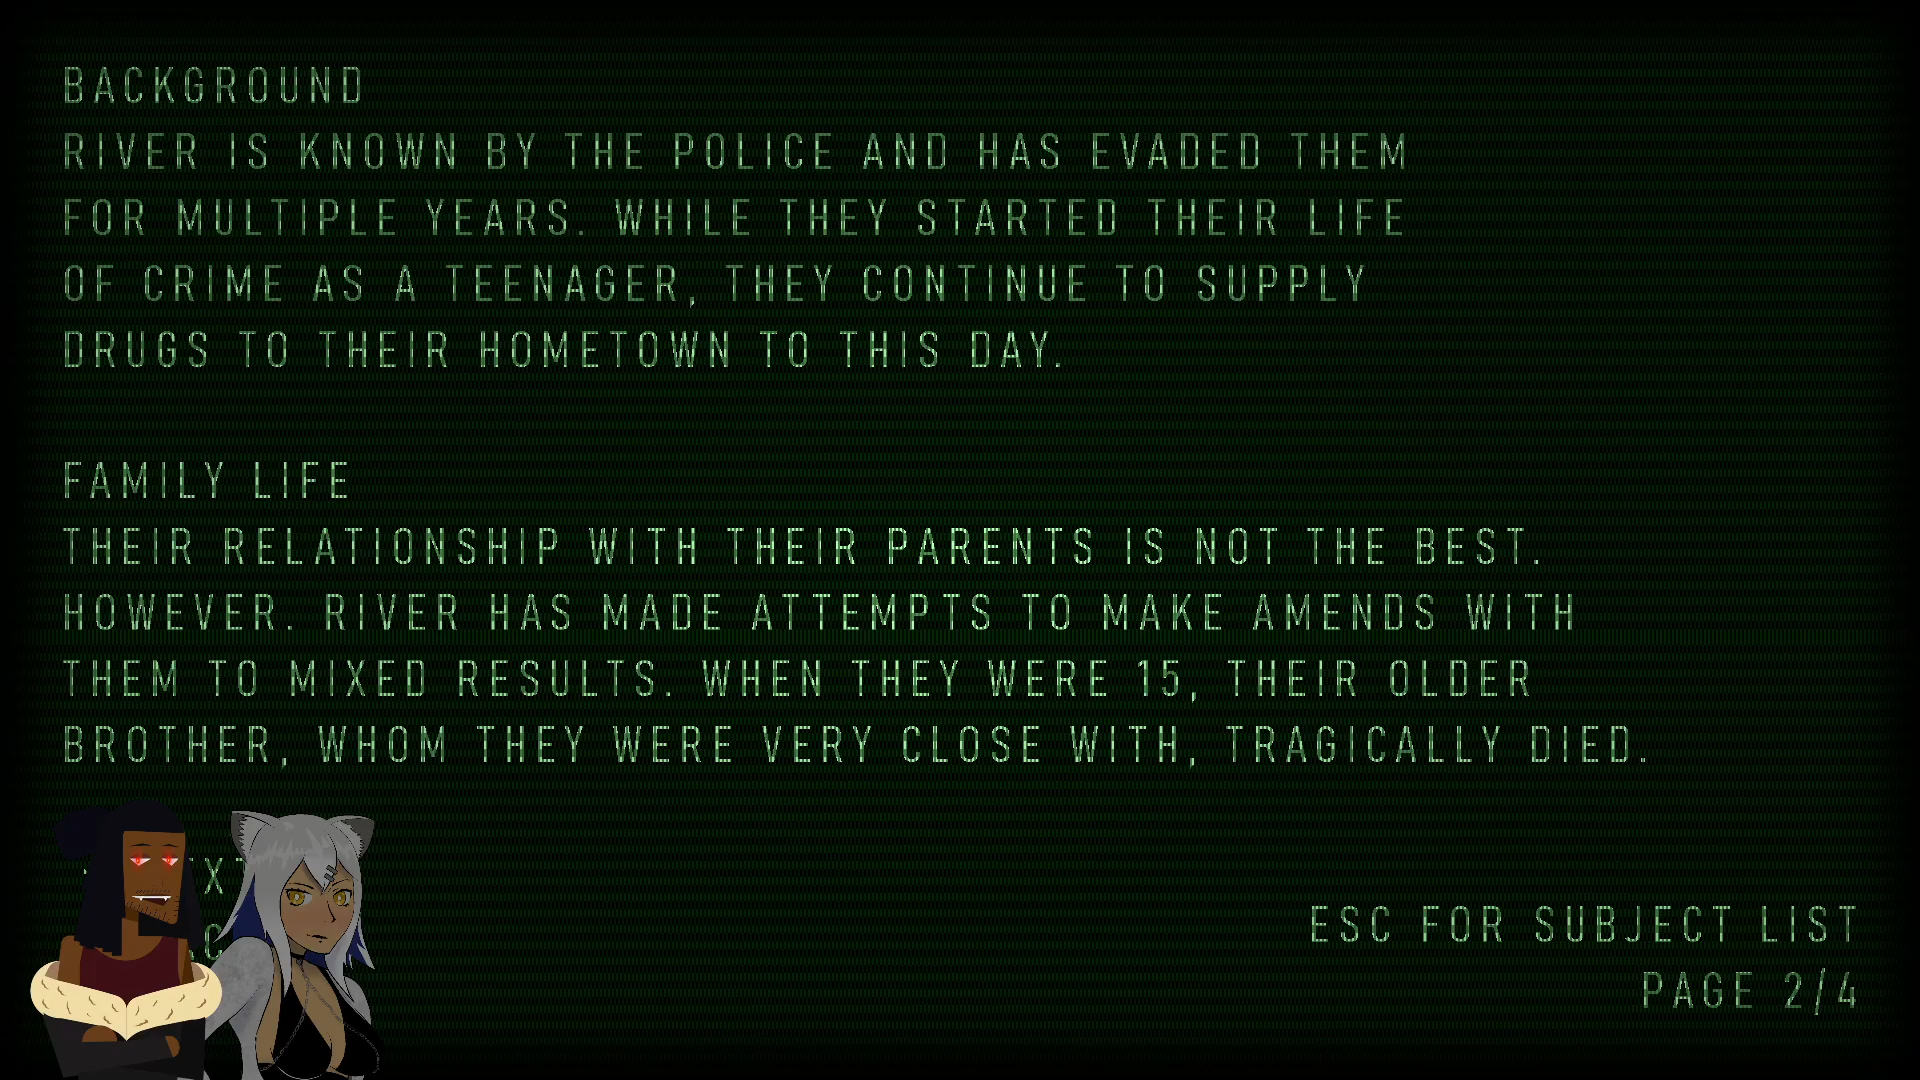 BACKGROUND
RIVER IS KNOWN BY THE POLICE AND HAS EVADED THEM
FOR MULTIPLE YEARS. WHILE THEY STARTED THEIR LIFE
OF CRIME AS A TEENAGER, THEY CONTINUE TO SUPPLY
DRUGS TO THEIR HOMETOWN TO THIS DAY.
FAMILY LIFE
THEIR RELATIONSHIP WITH THEIR PARENTS IS NOT THE BEST.
HOWEVER. RIVER HAS MADE ATTEMPTS TO MAKE AMENDS WITH
THEM TO MIXED RESULTS. WHEN THEY WERE 15, THEIR OLDER
BROTHER, WHOM THEY WERE VERY CLOSE WITH, TRAGICALLY DIED.
ESC FOR SUBJECT LIST
PAGE 2/4